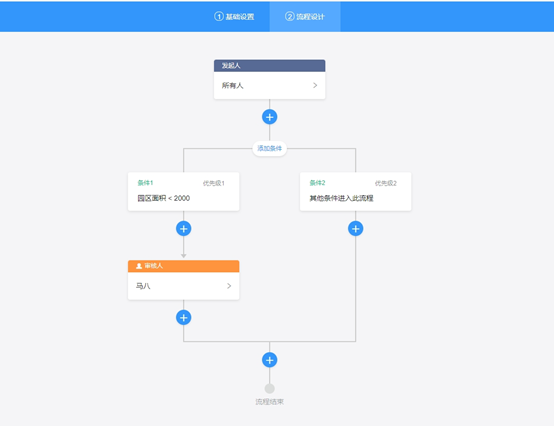 ① 基础设置
② 流程设计
发起人
所有人
添加条件
条件1 优先级1
园区面积 < 2000
条件2 优先级2
其他条件进入此流程
审核人
马八
流程结束